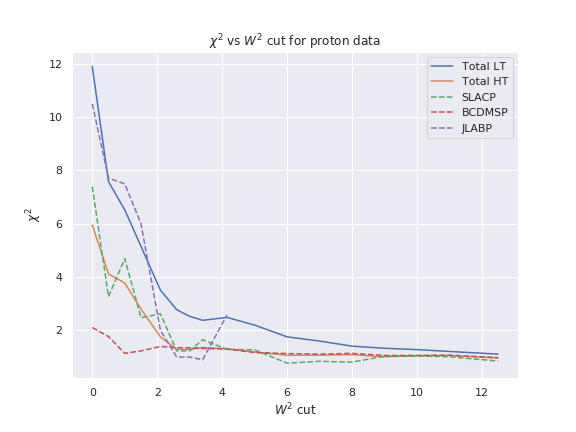 χ² vs W² cut for proton data
Total LT
Total HT
SLACP
BCDMSP
JLABP
12
10
8
6
4
2
χ²
0 2 4 6 8 10 12
W² cut